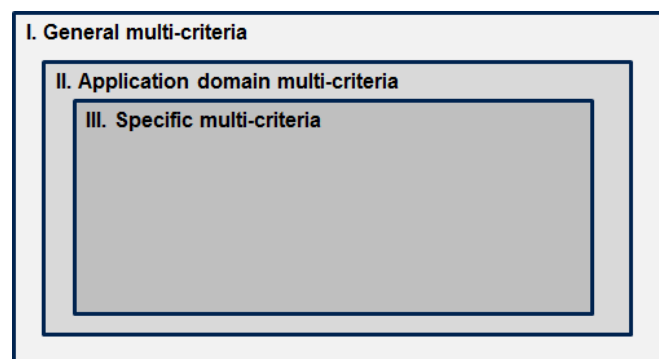 I. General multi-criteria
II. Application domain multi-criteria
III. Specific multi-criteria